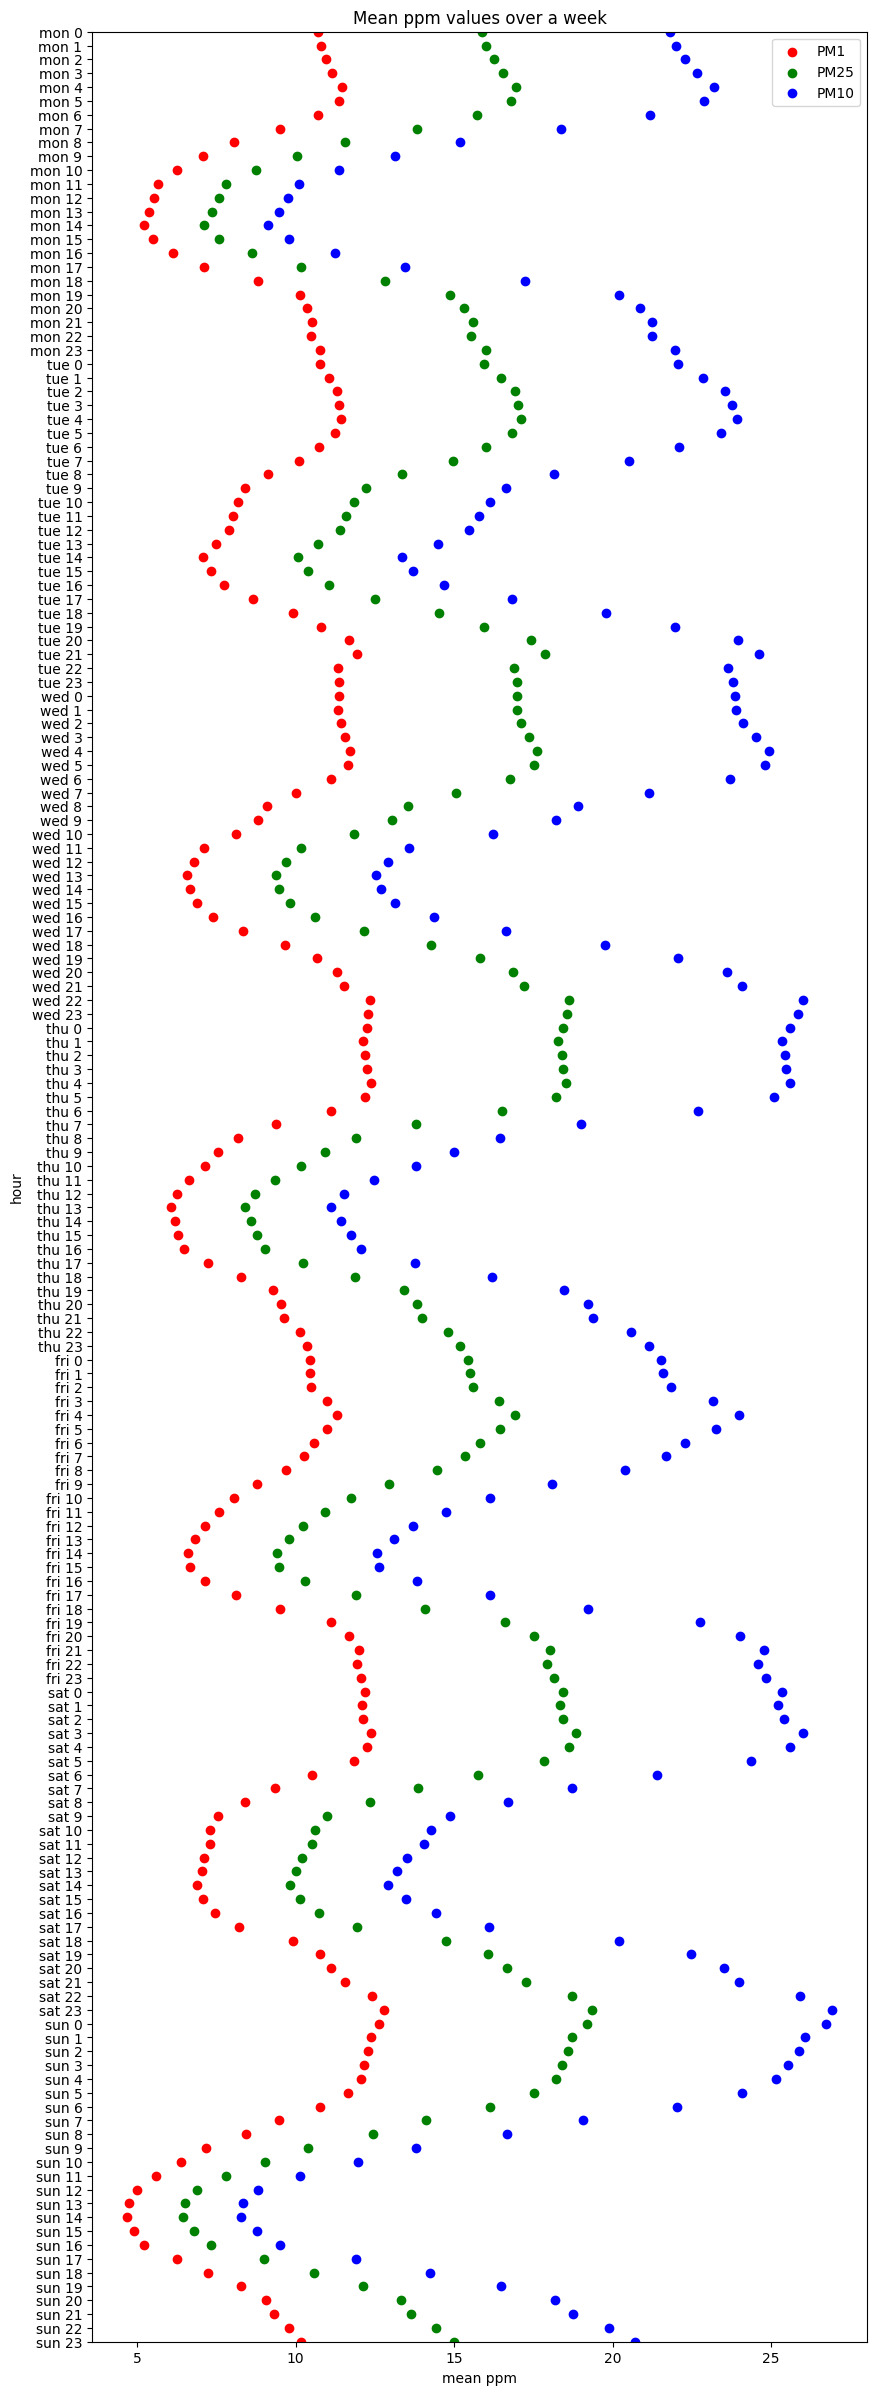 Mean ppm values over a week
PM1
PM25
PM10
mon 0
mon 1
mon 2
mon 3
mon 4
mon 5
mon 6
mon 7
mon 8
mon 9
mon 10
mon 11
mon 12
mon 13
mon 14
mon 15
mon 16
mon 17
mon 18
mon 19
mon 20
mon 21
mon 22
mon 23
tue 0
tue 1
tue 2
tue 3
tue 4
tue 5
tue 6
tue 7
tue 8
tue 9
tue 10
tue 11
tue 12
tue 13
tue 14
tue 15
tue 16
tue 17
tue 18
tue 19
tue 20
tue 21
tue 22
tue 23
wed 0
wed 1
wed 2
wed 3
wed 4
wed 5
wed 6
wed 7
wed 8
wed 9
wed 10
wed 11
wed 12
wed 13
wed 14
wed 15
wed 16
wed 17
wed 18
wed 19
wed 20
wed 21
wed 22
wed 23
thu 0
thu 1
thu 2
thu 3
thu 4
thu 5
thu 6
thu 7
thu 8
thu 9
thu 10
thu 11
thu 12
thu 13
thu 14
thu 15
thu 16
thu 17
thu 18
thu 19
thu 20
thu 21
thu 22
thu 23
fri 0
fri 1
fri 2
fri 3
fri 4
fri 5
fri 6
fri 7
fri 8
fri 9
fri 10
fri 11
fri 12
fri 13
fri 14
fri 15
fri 16
fri 17
fri 18
fri 19
fri 20
fri 21
fri 22
fri 23
sat 0
sat 1
sat 2
sat 3
sat 4
sat 5
sat 6
sat 7
sat 8
sat 9
sat 10
sat 11
sat 12
sat 13
sat 14
sat 15
sat 16
sat 17
sat 18
sat 19
sat 20
sat 21
sat 22
sat 23
sun 0
sun 1
sun 2
sun 3
sun 4
sun 5
sun 6
sun 7
sun 8
sun 9
sun 10
sun 11
sun 12
sun 13
sun 14
sun 15
sun 16
sun 17
sun 18
sun 19
sun 20
sun 21
sun 22
sun 23
hour
5 10 15 20 25
mean ppm